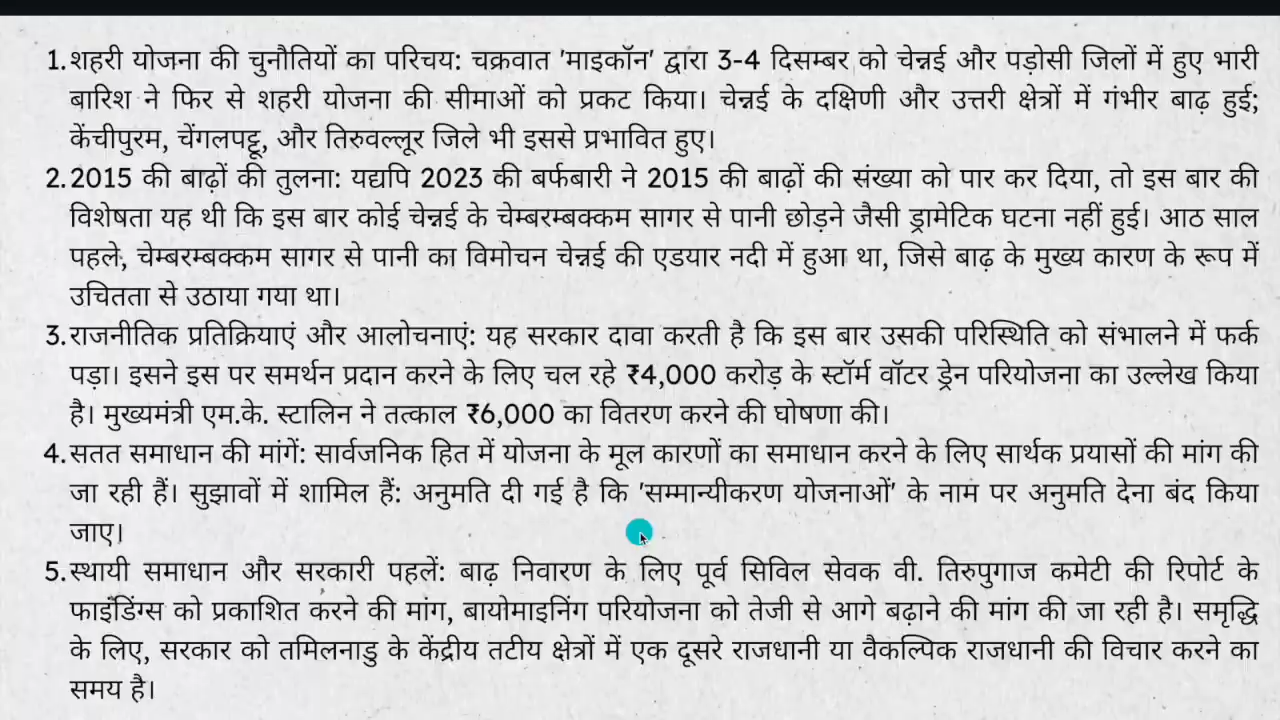 1. शहरी योजना की चुनौतियों का परिचय: चक्रवात 'माइकॉन' द्वारा 3-4 दिसम्बर को चेन्नई और पड़ोसी जिलों में हुए भारी
बारिश ने फिर से शहरी योजना की सीमाओं को प्रकट किया। चेन्नई के दक्षिणी और उत्तरी क्षेत्रों में गंभीर बाढ़ हुई;
केंचीपुरम, चेंगलपट्टू, और तिरुवल्लूर जिले भी इससे प्रभावित हुए।
2. 2015 की बाढ़ों की तुलना: यद्यपि 2023 की बर्फबारी ने 2015 की बाढ़ों की संख्या को पार कर दिया, तो इस बार की
विशेषता यह थी कि इस बार कोई चेन्नई के चेम्बरम्बक्कम सागर से पानी छोड़ने जैसी ड्रामेटिक घटना नहीं हुई। आठ साल
पहले, चेम्बरम्बक्कम सागर से पानी का विमोचन चेन्नई की एडयार नदी में हुआ था, जिसे बाढ़ के मुख्य कारण के रूप में
उचितता से उठाया गया था।
3. राजनीतिक प्रतिक्रियाएं और आलोचनाएं: यह सरकार दावा करती है कि इस बार उसकी परिस्थिति को संभालने में फर्क
पड़ा। इसने इस पर समर्थन प्रदान करने के लिए चल रहे ₹4,000 करोड़ के स्टॉर्म वॉटर ड्रेन परियोजना का उल्लेख किया
है। मुख्यमंत्री एम.के. स्टालिन ने तत्काल ₹6,000 का वितरण करने की घोषणा की।
4. सतत समाधान की मांगें: सार्वजनिक हित में योजना के मूल कारणों का समाधान करने के लिए सार्थक प्रयासों की मांग की
जा रही हैं। सुझावों में शामिल हैं: अनुमति दी गई है कि 'सम्मान्यीकरण योजनाओं' के नाम पर अनुमति देना बंद किया
जाए।
5. स्थायी समाधान और सरकारी पहलें: बाढ़ निवारण के लिए पूर्व सिविल सेवक वी. तिरुपुगाज कमेटी की रिपोर्ट के
फाइंडिंग्स को प्रकाशित करने की मांग, बायोमाइनिंग परियोजना को तेजी से आगे बढ़ाने की मांग की जा रही है। समृद्धि
के लिए, सरकार को तमिलनाडु के केंद्रीय तटीय क्षेत्रों में एक दूसरे राजधानी या वैकल्पिक राजधानी की विचार करने का
समय है।